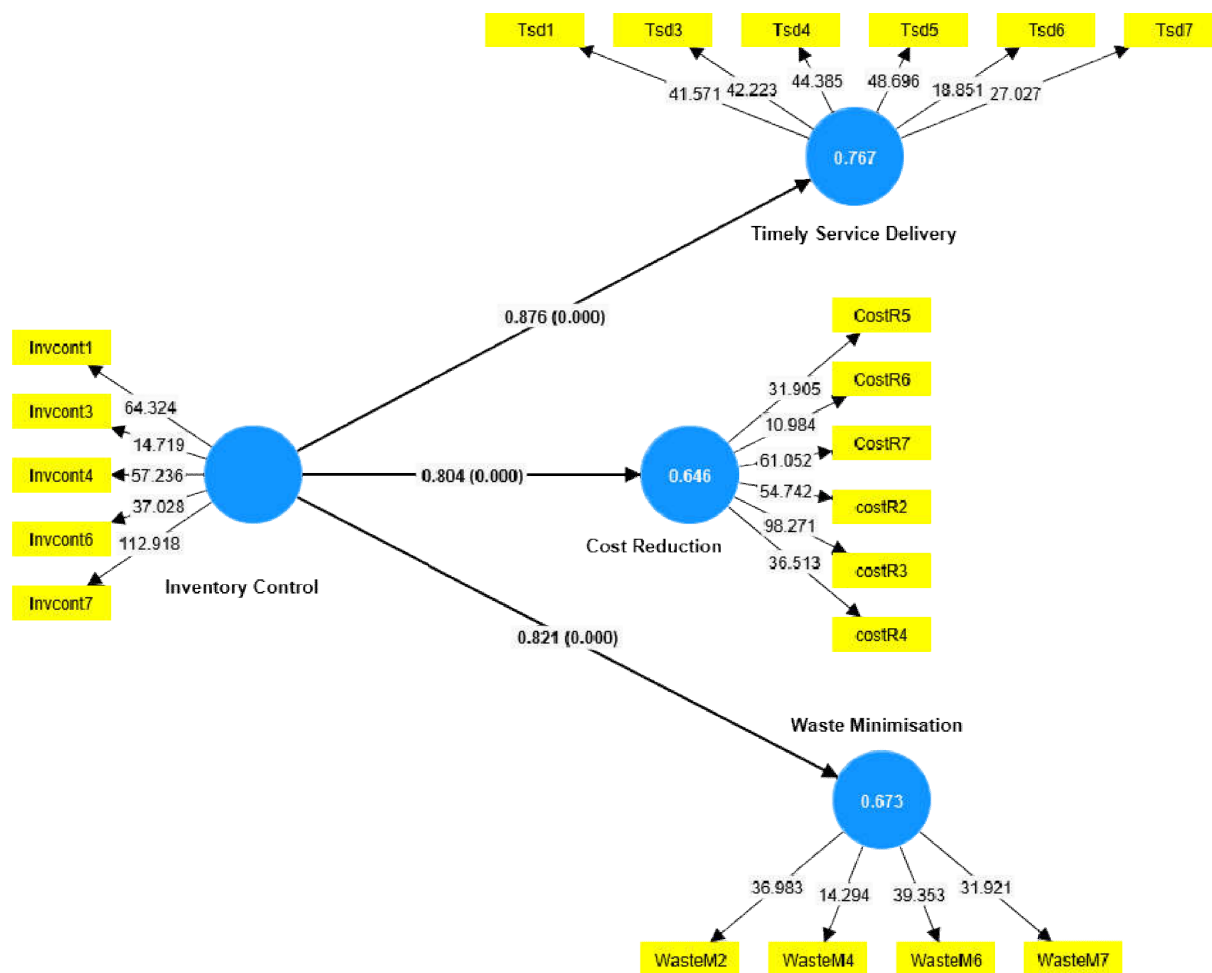 Tsd1 Tsd3 Tsd4 Tsd5 Tsd6 Tsd7
41.571 42.223 44.385 48.696 18.851 27.027
0.767
Timely Service Delivery
0.876 (0.000)
Invcont1
Invcont3
Invcont4
Invcont6
Invcont7
64.324
14.719
57.236
37.028
112.918
Inventory Control
0.804 (0.000)
0.646
Cost Reduction
31.905
10.984
61.052
54.742
98.271
36.513
CostR5
CostR6
CostR7
costR2
costR3
costR4
0.821 (0.000)
Waste Minimisation
0.673
36.983 14.294 39.353 31.921
WasteM2 WasteM4 WasteM6 WasteM7